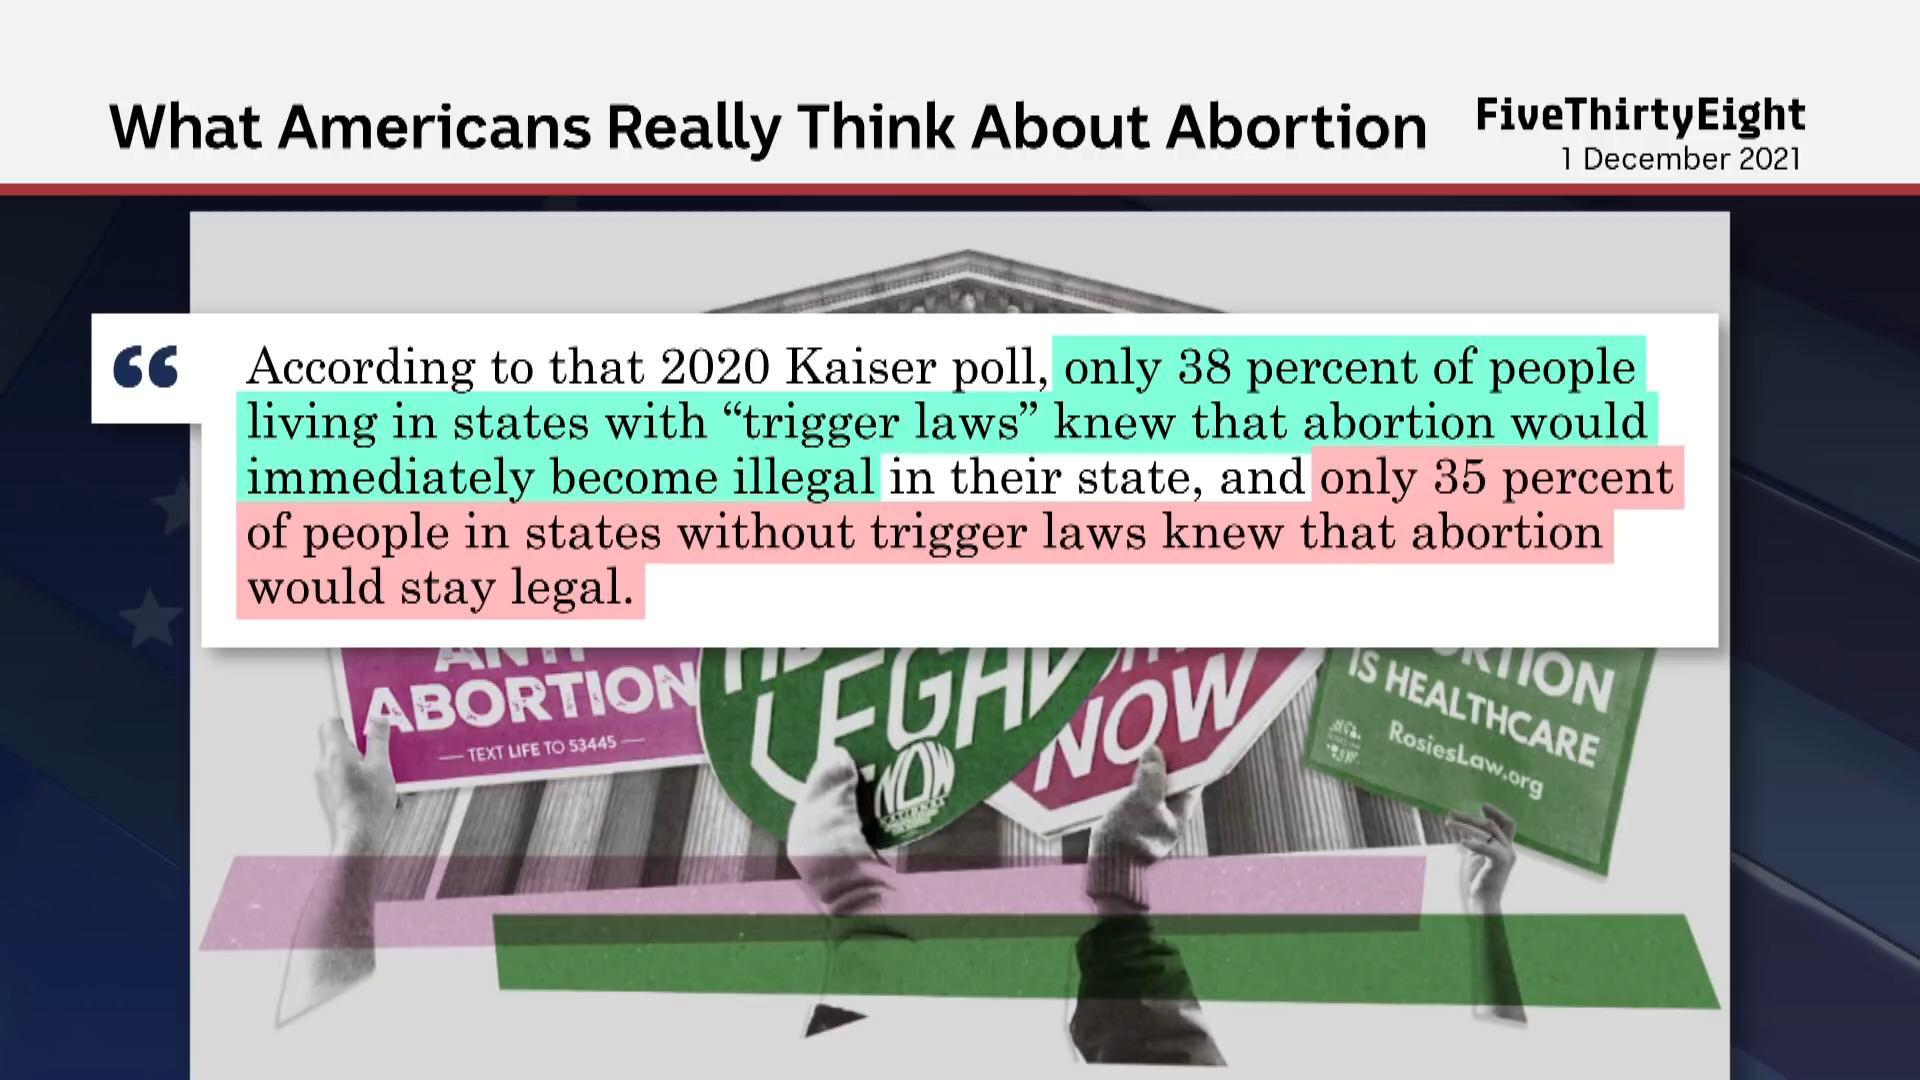 What Americans Really Think About Abortion
FiveThirtyEight
1 December 2021
“
According to that 2020 Kaiser poll, only 38 percent of people
living in states with “trigger laws” knew that abortion would
immediately become illegal in their state, and only 35 percent
of people in states without trigger laws knew that abortion
would stay legal.
ANTI
ABORTION
— TEXT LIFE TO 53445 —
LEGAL
NOW
NOW
IS HEALTHCARE
RosiesLaw.org